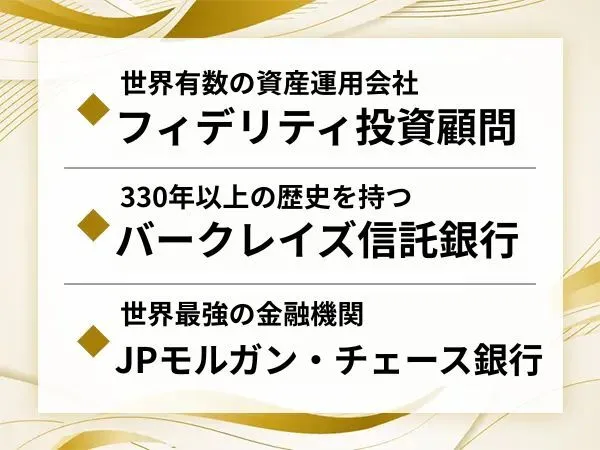 世界有数の資産運用会社
フィデリティ投資顧問
330年以上の歴史を持つ
バークレイズ信託銀行
世界最強の金融機関
JPモルガン・チェース銀行